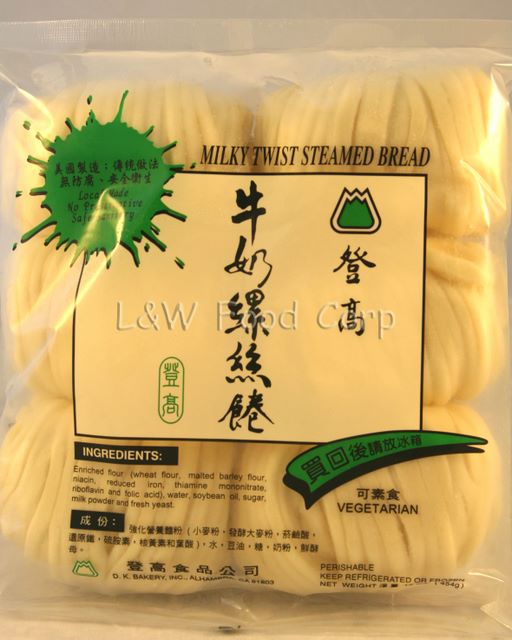 美國製造；傳統做法
無防腐、安全衛生
Local Made
No Preservative
Safe
MILKY TWIST STEAMED BREAD
牛奶螺絲饅
登高
L&W Food Corp
登高
INGREDIENTS:
Enriched flour (wheat flour, malted barley flour,
niacin, reduced iron, thiamine mononitrate,
riboflavin and folic acid), water, soybean oil, sugar,
milk powder and fresh yeast.
買回後請放冰箱
可素食
VEGETARIAN
成份：
強化營養麵粉（小麥粉，發酵大麥粉，菸鹼酸，
還原鐵，硫胺素，核黃素和葉酸），水，豆油，糖，奶粉，鮮酵
母。
登高食品公司
D. K. BAKERY, INC., ALHAMBRA, CA 91803
PERISHABLE
KEEP REFRIGERATED OR FROZEN
NET WEIGHT 淨重 (454g)